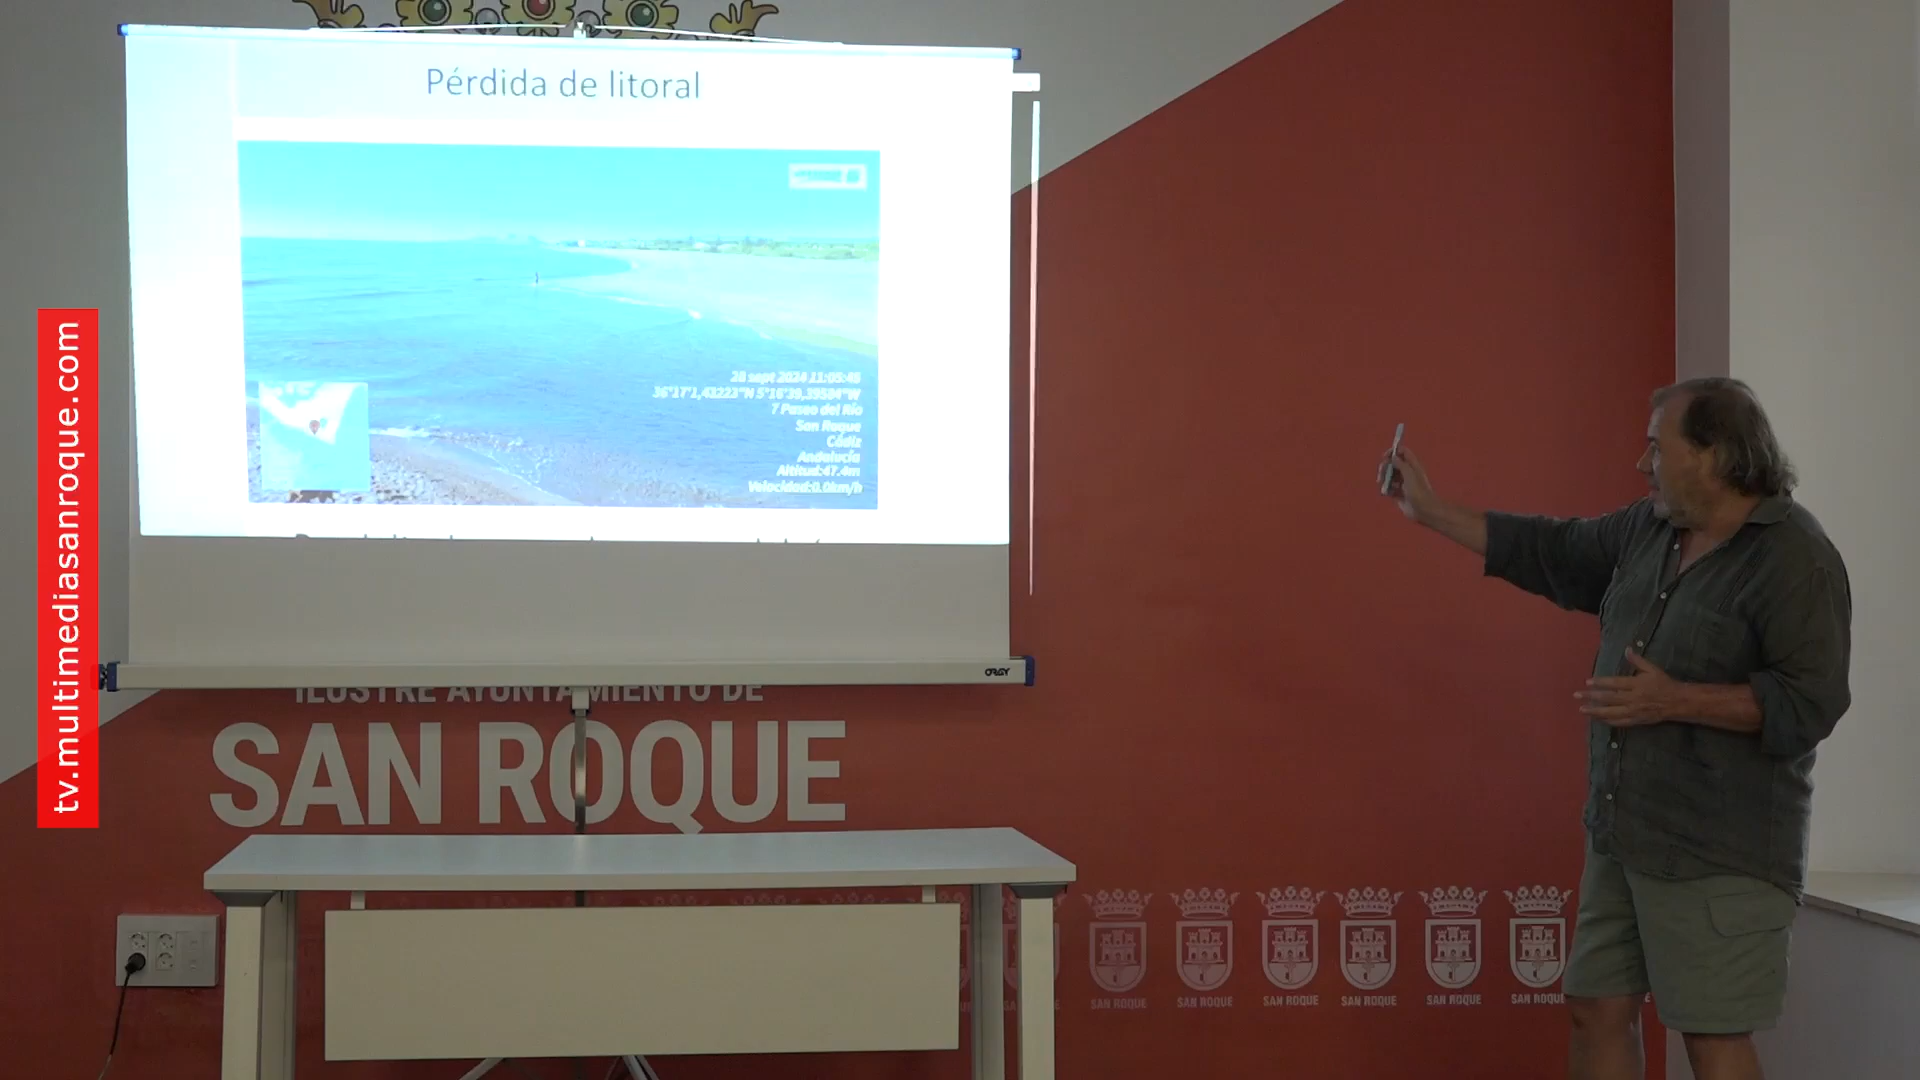 Pérdida de litoral
28 sept 2024 11:05:45
7 Paseo del Río
San Roque
Cádiz
Andalucía
Altitud:47.4m
Velocidad:0.0km/h
tv.multimediasanroque.com
ORAY
ILUSTRE AYUNTAMIENTO DE
SAN ROQUE
SAN ROQUE
SAN ROQUE
SAN ROQUE
SAN ROQUE
SAN ROQUE
SAN ROQUE